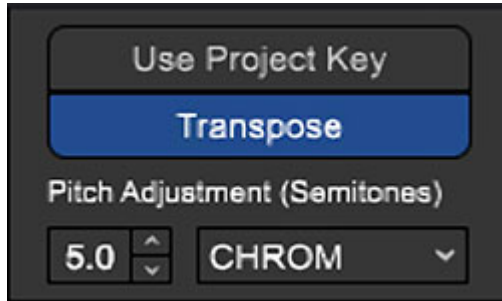 Use Project Key
Transpose
Pitch Adjustment (Semitones)
5.0 CHROM